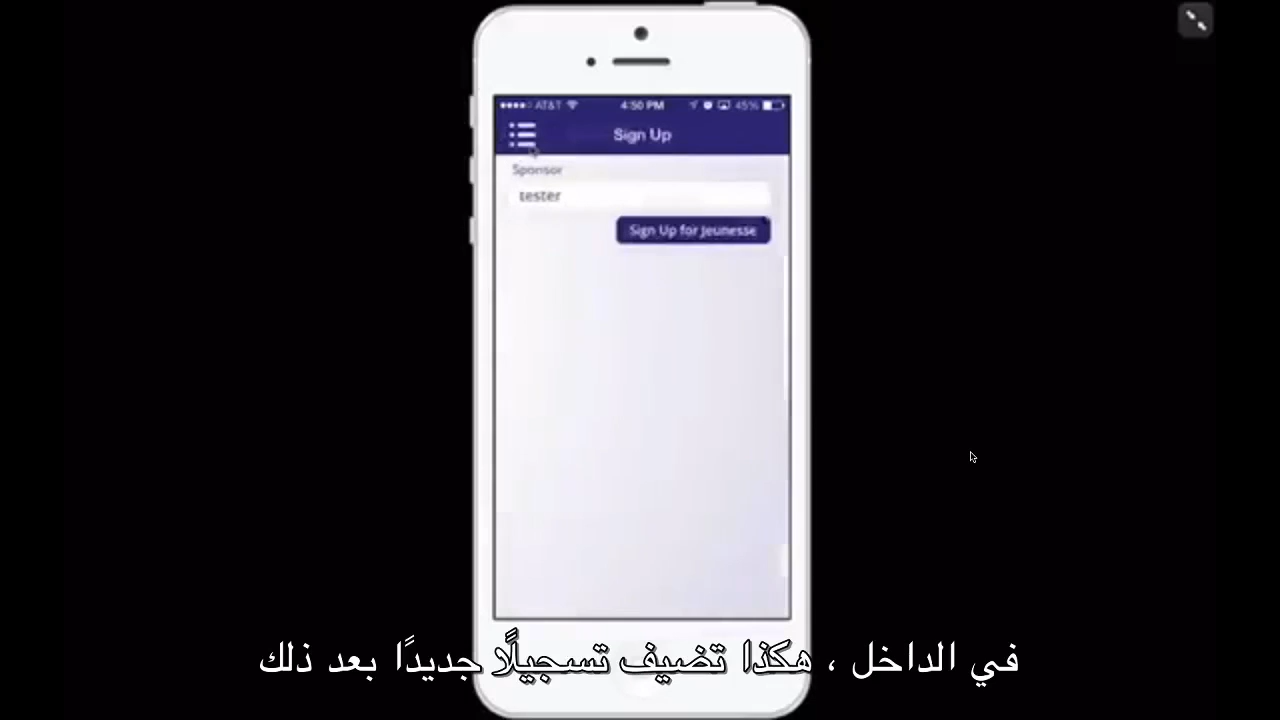 AT&T 4:50 PM 45%
Sign Up
Sponsor
tester
Sign Up for Jeunesse
في الداخل ، هكذا تضيف تسجيلًا جديدًا بعد ذلك